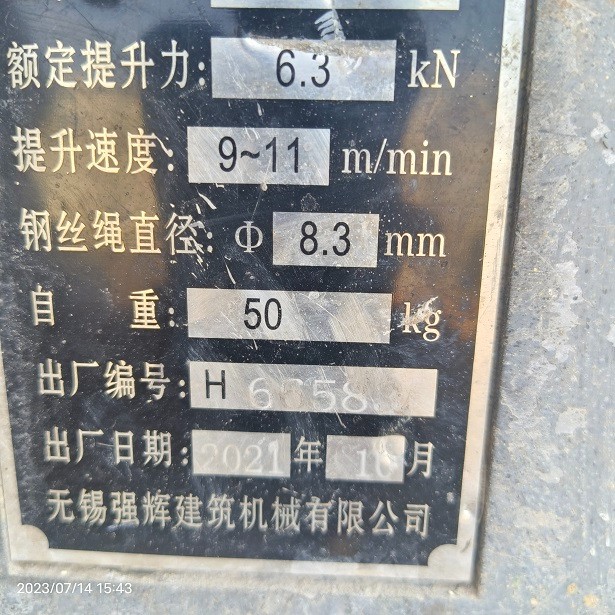 额定提升力: 6.3 kN
提升速度: 9~11 m/min
钢丝绳直径: Φ 8.3 mm
自 重: 50 kg
出厂编号: H
出厂日期: 2021 年 10 月
无锡强辉建筑机械有限公司
2023/07/14 15:43